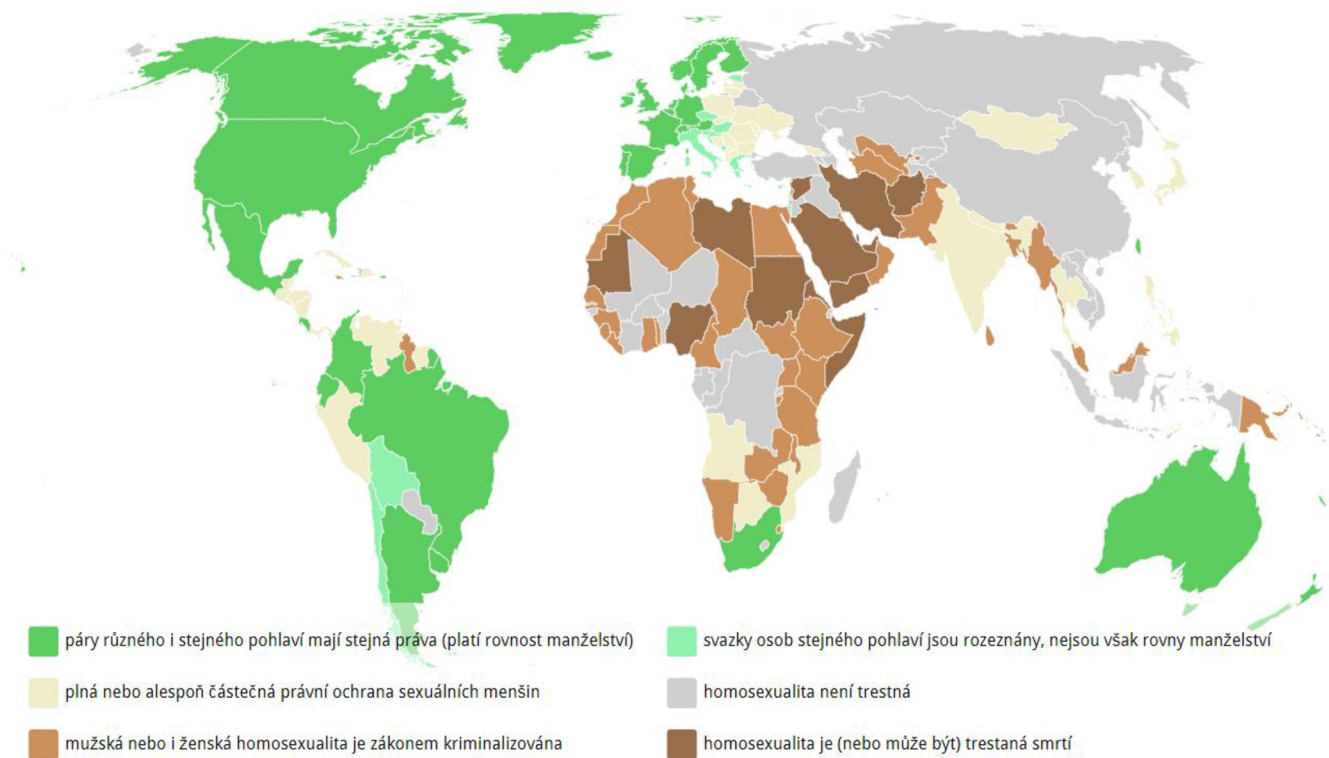 páry různého i stejného pohlaví mají stejná práva (platí rovnost manželství)
svazky osob stejného pohlaví jsou rozeznány, nejsou však rovny manželství
plná nebo alespoň částečná právní ochrana sexuálních menšin
homosexualita není trestná
mužská nebo i ženská homosexualita je zákonem kriminalizována
homosexualita je (nebo může být) trestaná smrtí